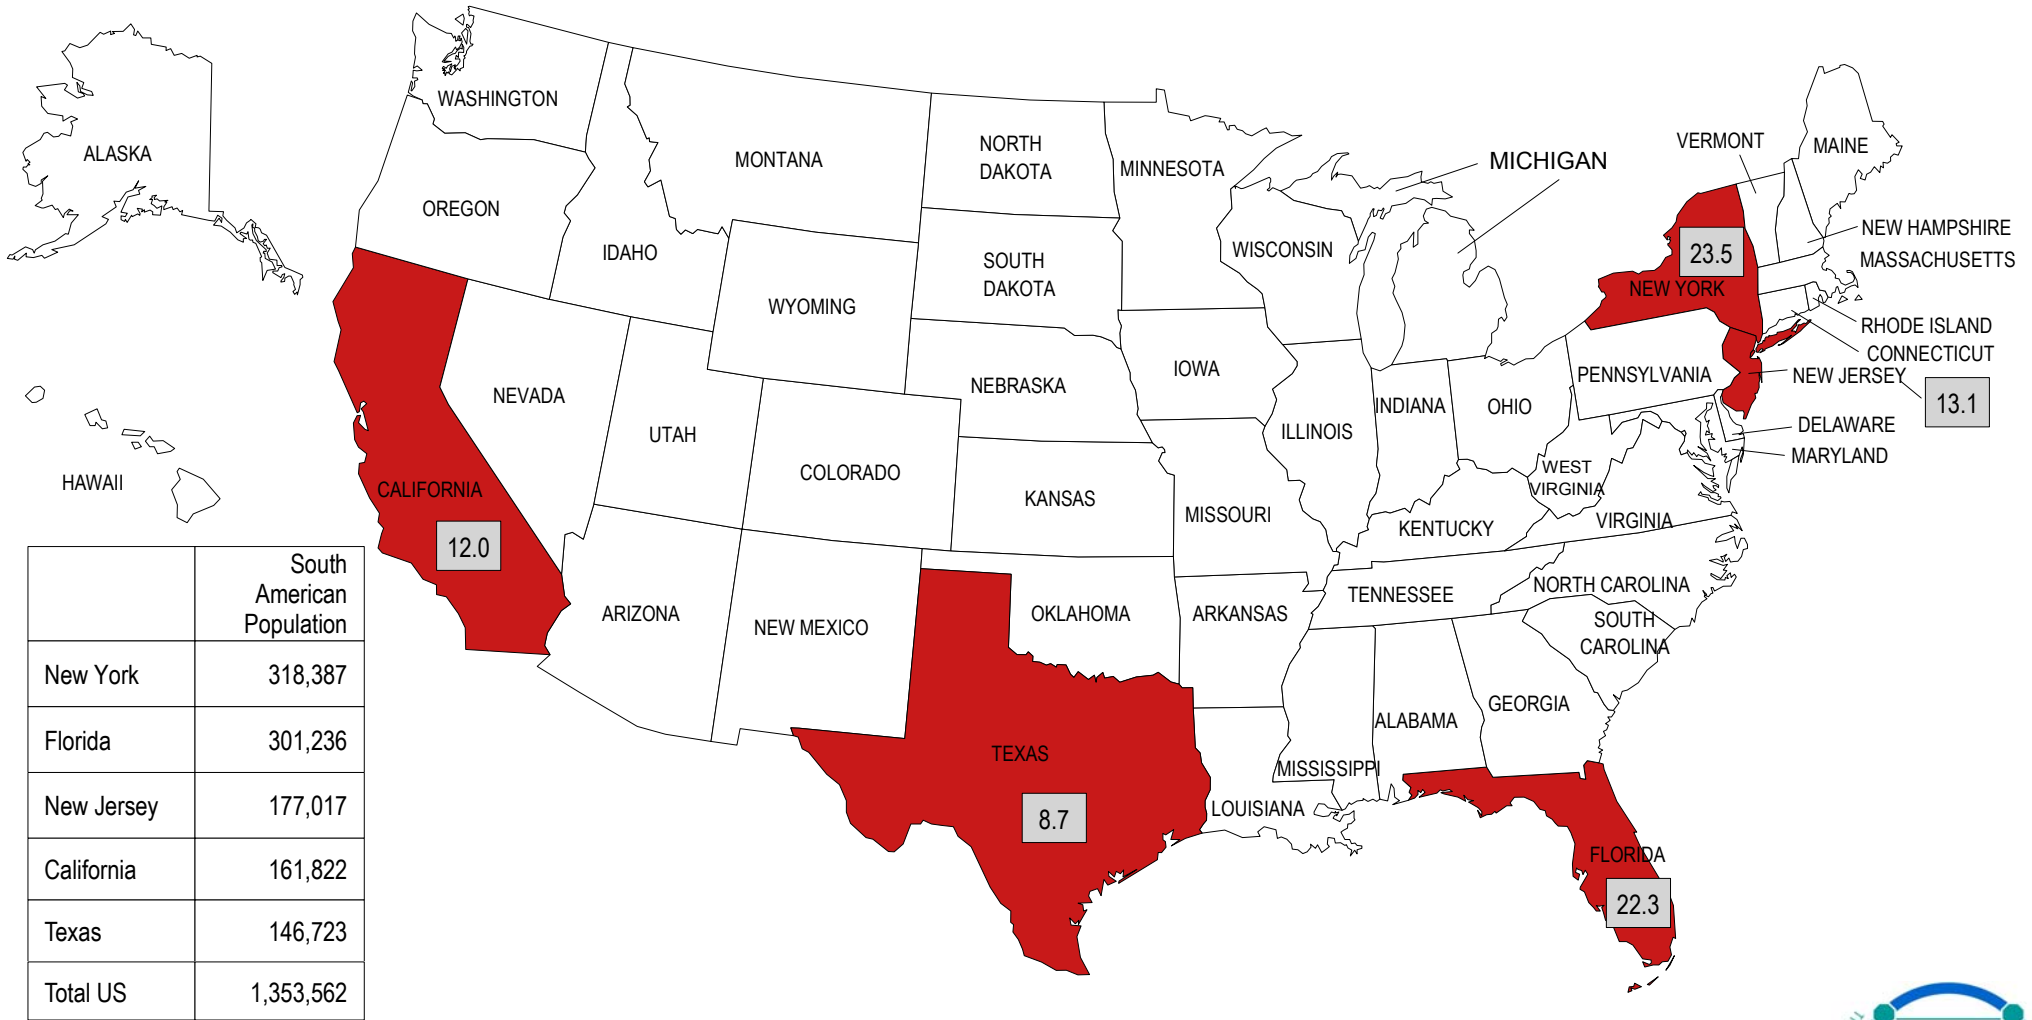 WASHINGTON
ALASKA
MONTANA
NORTH
DAKOTA
MINNESOTA
MICHIGAN
VERMONT
MAINE
OREGON
IDAHO
SOUTH
DAKOTA
WISCONSIN
23.5
NEW YORK
NEW HAMPSHIRE
MASSACHUSETTS
WYOMING
RHODE ISLAND
CONNECTICUT
NEW JERSEY
13.1
NEVADA
UTAH
NEBRASKA
IOWA
INDIANA
OHIO
PENNSYLVANIA
DELAWARE
MARYLAND
HAWAII
CALIFORNIA
12.0
COLORADO
KANSAS
ILLINOIS
MISSOURI
WEST
VIRGINIA
KENTUCKY
VIRGINIA
ARIZONA
NEW MEXICO
OKLAHOMA
ARKANSAS
TENNESSEE
NORTH CAROLINA
SOUTH
CAROLINA
TEXAS
8.7
LOUISIANA
MISSISSIPPI
ALABAMA
GEORGIA
FLORIDA
22.3
South
American
Population
New York 318,387
Florida 301,236
New Jersey 177,017
California 161,822
Texas 146,723
Total US 1,353,562